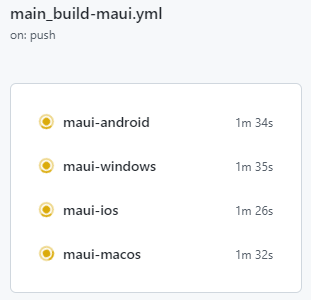 main_build-maui.yml
on: push
maui-android 1m 34s
maui-windows 1m 35s
maui-ios 1m 26s
maui-macos 1m 32s